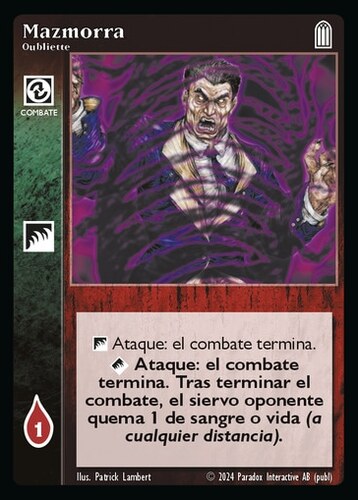 Mazmorra
Oubliette
COMBATE
Ataque: el combate termina.
Ataque: el combate
termina. Tras terminar el
combate, el siervo oponente
quema 1 de sangre o vida (a
cualquier distancia).
1
Ilus. Patrick Lambert © 2024 Paradox Interactive AB (publ)